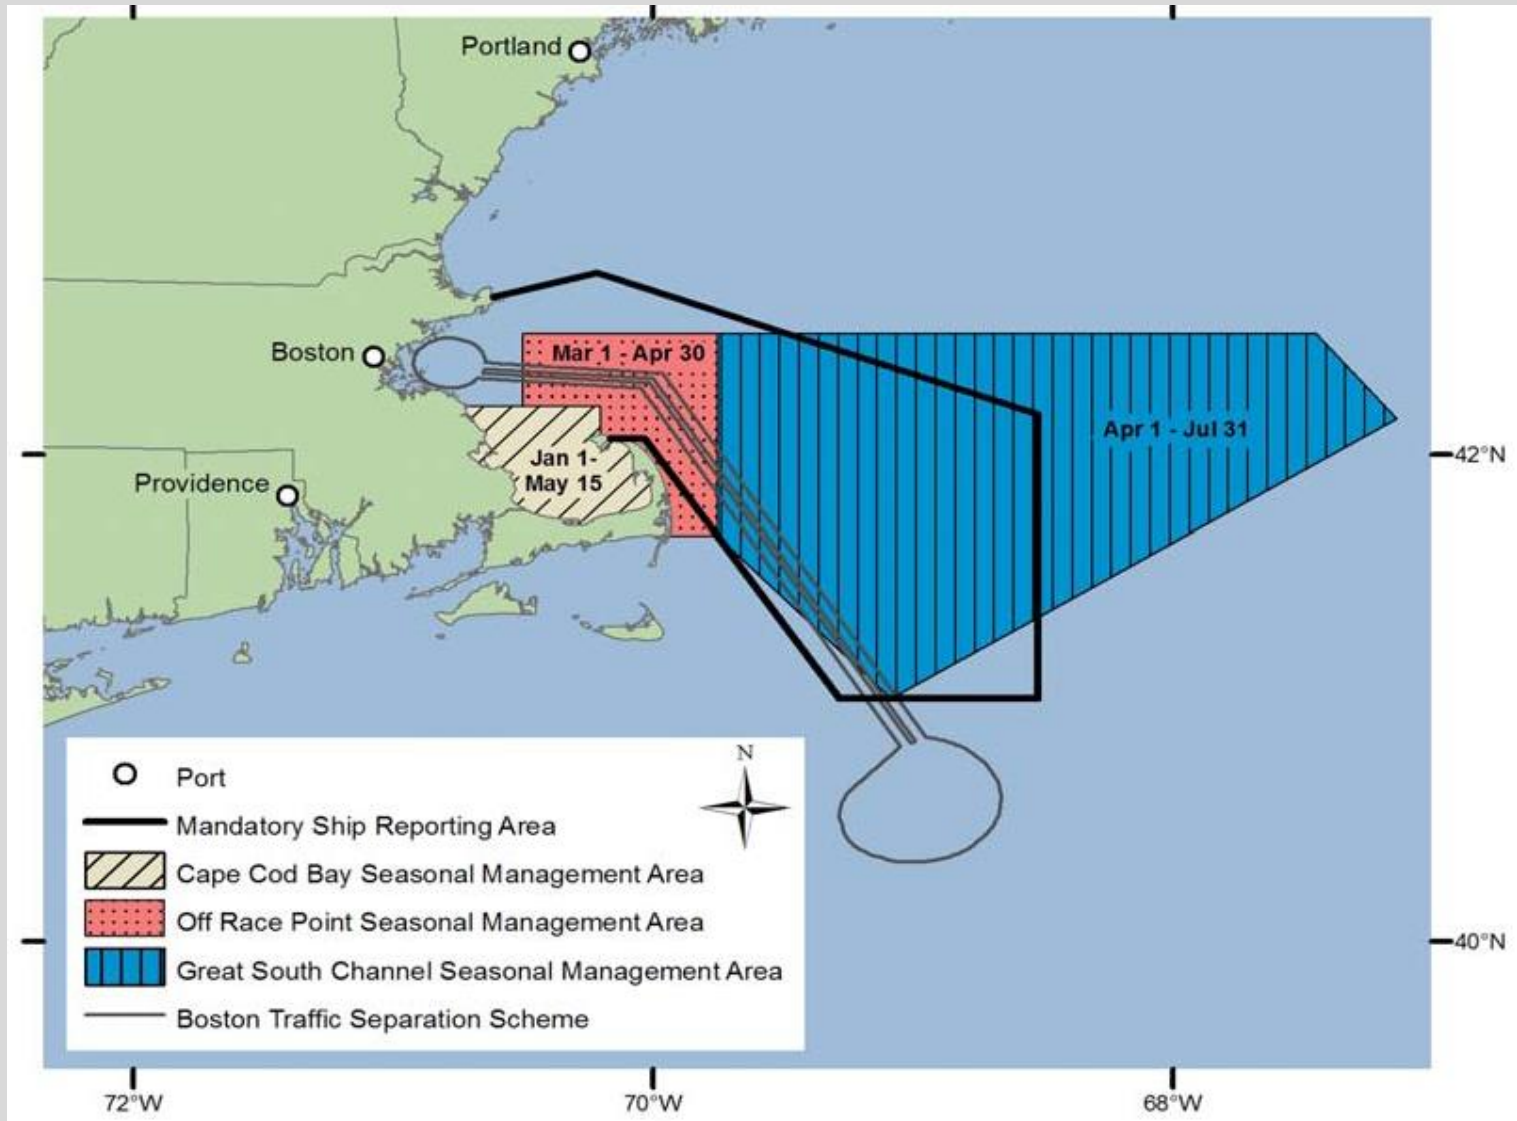 Portland
Boston
Mar 1 - Apr 30
Apr 1 - Jul 31
42°N
Jan 1-
May 15
Providence
N
Port
Mandatory Ship Reporting Area
Cape Cod Bay Seasonal Management Area
Off Race Point Seasonal Management Area
Great South Channel Seasonal Management Area
Boston Traffic Separation Scheme
40°N
72°W
70°W
68°W